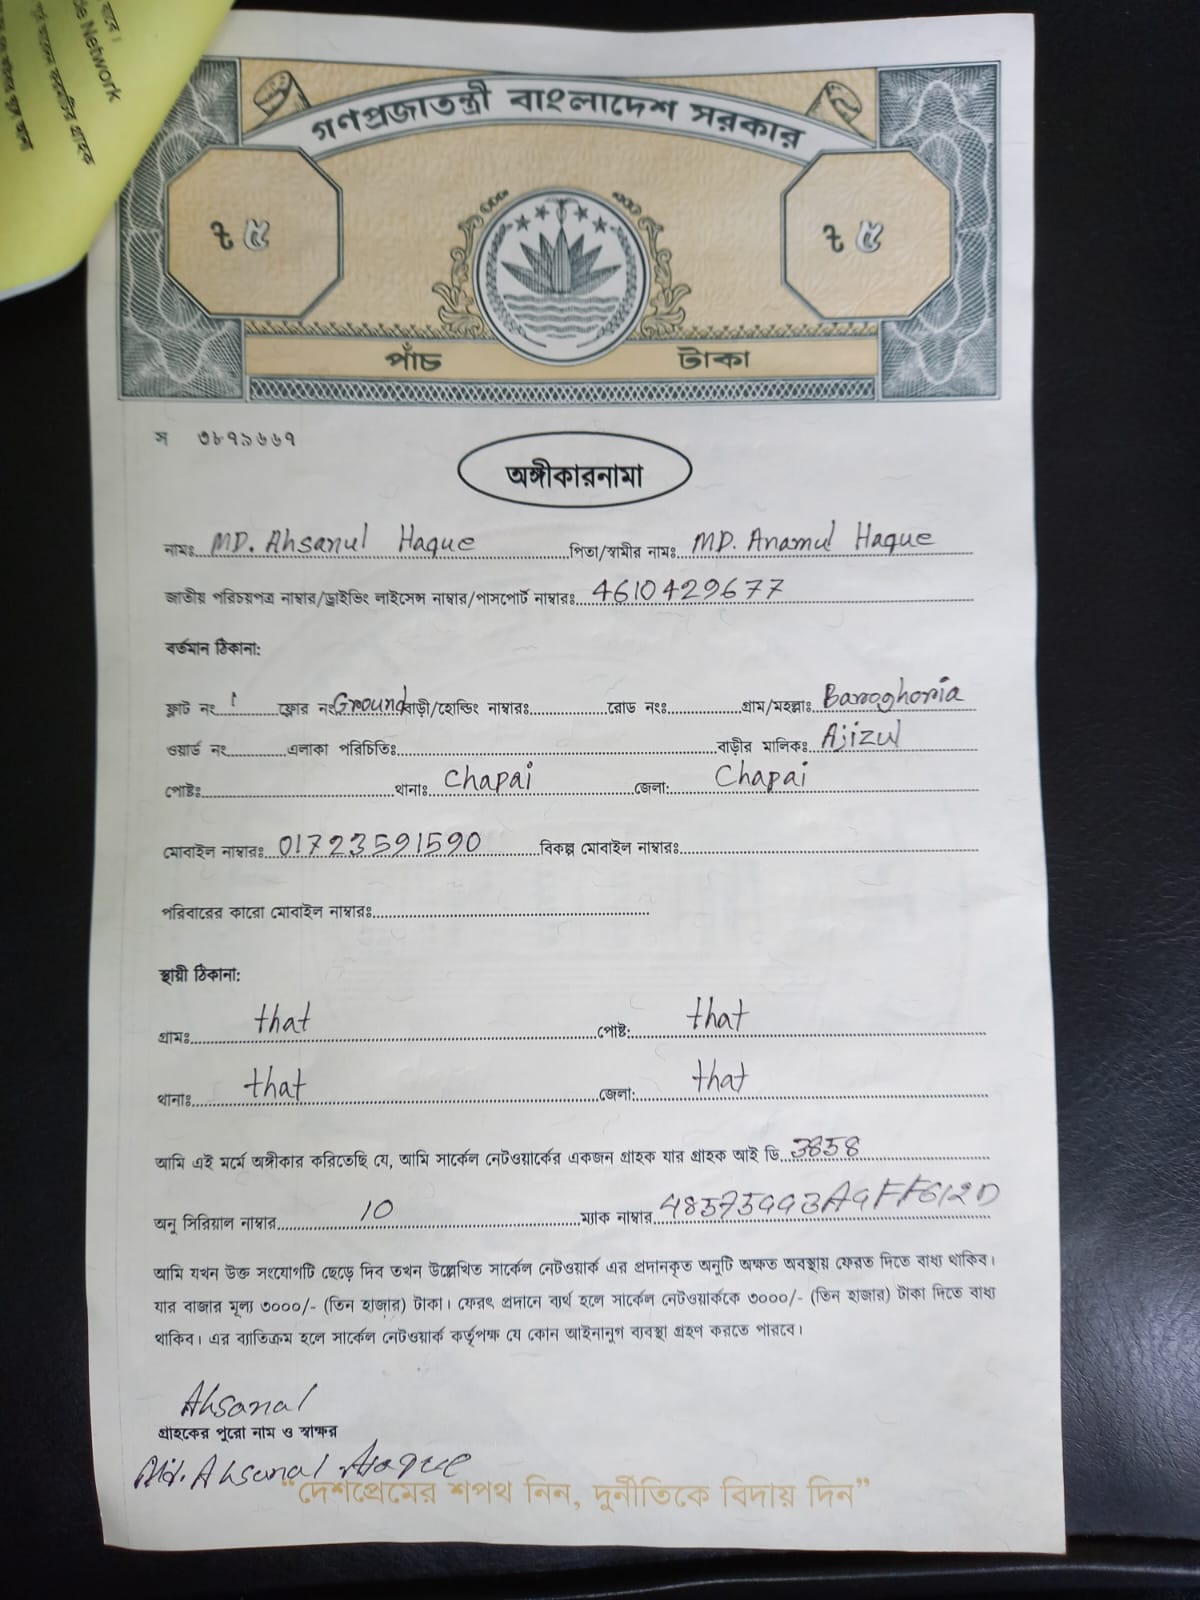 গণপ্রজাতন্ত্রী বাংলাদেশ সরকার
৳ ৫ ৳ ৫
পাঁচ টাকা
স ৩৮৭৯৬৬৭
অঙ্গীকারনামা
নামঃ MD. Ahsanul Haque পিতা/স্বামীর নামঃ MD. Anamul Haque
জাতীয় পরিচয়পত্র নাম্বার/ড্রাইভিং লাইসেন্স নাম্বার/পাসপোর্ট নাম্বারঃ 4610429677
বর্তমান ঠিকানা:
ফ্লাট নং 1 ফ্লোর নং Ground বাড়ী/হোল্ডিং নাম্বারঃ রোড নংঃ গ্রাম/মহল্লাঃ Baroghoria
ওয়ার্ড নং এলাকা পরিচিতিঃ বাড়ীর মালিকঃ Ajizul
পোষ্টঃ থানাঃ Chapai জেলা: Chapai
মোবাইল নাম্বারঃ 01723591590 বিকল্প মোবাইল নাম্বারঃ
পরিবারের কারো মোবাইল নাম্বারঃ
স্থায়ী ঠিকানা:
গ্রামঃ that পোষ্ট: that
থানাঃ that জেলা: that
আমি এই মর্মে অঙ্গীকার করিতেছি যে, আমি সার্কেল নেটওয়ার্কের একজন গ্রাহক যার গ্রাহক আই ডি 3858
অনু সিরিয়াল নাম্বার 10 ম্যাক নাম্বার
আমি যখন উক্ত সংযোগটি ছেড়ে দিব তখন উল্লেখিত সার্কেল নেটওয়ার্ক এর প্রদানকৃত অনুটি অক্ষত অবস্থায় ফেরত দিতে বাধ্য থাকিব।
যার বাজার মূল্য ৩০০০/- (তিন হাজার) টাকা। ফেরৎ প্রদানে ব্যর্থ হলে সার্কেল নেটওয়ার্ককে ৩০০০/- (তিন হাজার) টাকা দিতে বাধ্য
থাকিব। এর ব্যাতিক্রম হলে সার্কেল নেটওয়ার্ক কর্তৃপক্ষ যে কোন আইনানুগ ব্যবস্থা গ্রহণ করতে পারবে।
Ahsanal
গ্রাহকের পুরো নাম ও স্বাক্ষর
Md. Ahsanal Haque
“দেশপ্রেমের শপথ নিন, দুর্নীতিকে বিদায় দিন”
Network